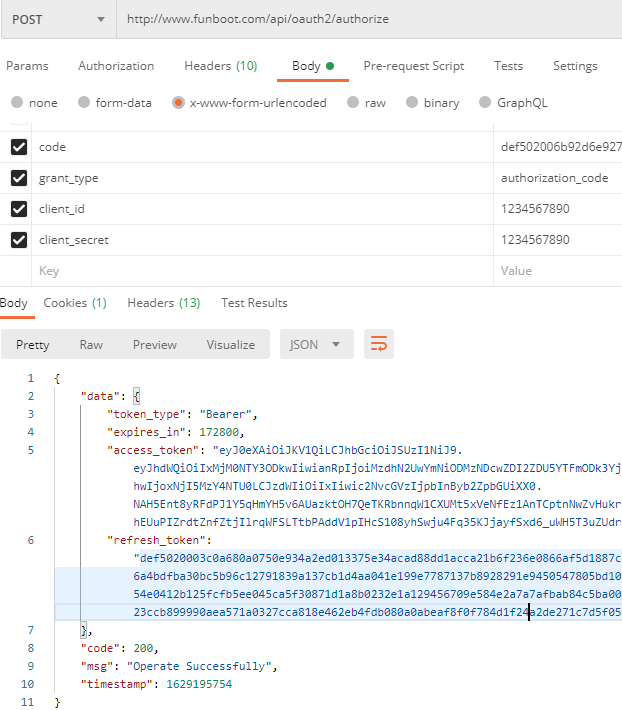 POST http://www.funboot.com/api/oauth2/authorize
Params Authorization Headers (10) Body Pre-request Script Tests Settings
none form-data x-www-form-urlencoded raw binary GraphQL
code def502006b92d6e927
grant_type authorization_code
client_id 1234567890
client_secret 1234567890
Key Value
Body Cookies (1) Headers (13) Test Results
Pretty Raw Preview Visualize JSON
1 {
2 "data": {
3 "token_type": "Bearer",
4 "expires_in": 172800,
5 "access_token": "eyJ0eXAiOiJKV1QiLCJhbGciOiJSUzI1NiJ9.
eyJhdWQiOiIxMjM0NTY3ODkwIiwianRpIjoiMzdhN2UwYmNiODMzNDcwZDI2ZDU5YTFmODk3Yj
hwIjoxNjI5MzY4NTU0LCJzdWIiOiIxIiwic2NvcGVzIjpbInByb2ZpbGUiXX0.
NAH5Ent8yRFdPJ1Y5qHmYH5v6AUazktOH7QeTKRbnnqW1CXUMt5xVeNfEz1AnTCptnNwZvHukr
hEUuPIZrdtZnfZtjIlrqWFSLTtbPAddV1pIHcS108yhSwju4Fq35KJjayfSxd6_uWH5T3uZUdr
6 "refresh_token":
"def5020003c0a680a0750e934a2ed013375e34acad88dd1acca21b6f236e0866af5d1887c
6a4bdfba30bc5b96c12791839a137cb1d4aa041e199e7787137b8928291e9450547805bd10
54e0412b125fcfb5ee045ca5f30871d1a8b0232e1a129456709e584e2a7a7afbab84c5ba00
23ccb899990aea571a0327cca818e462eb4fdb080a0abeaf8f0f784d1f24a2de271c7d5f05
7 },
8 "code": 200,
9 "msg": "Operate Successfully",
10 "timestamp": 1629195754
11 }